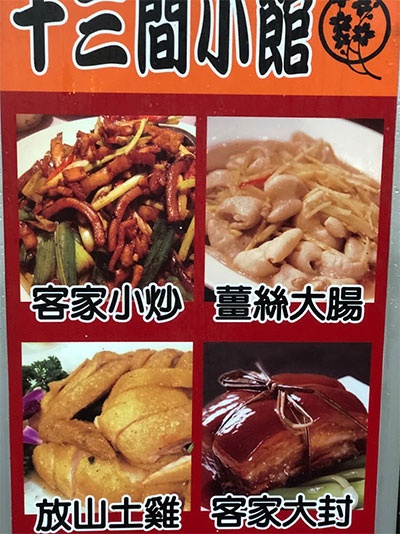 十三間小館
客家小炒
薑絲大腸
放山土雞
客家大封